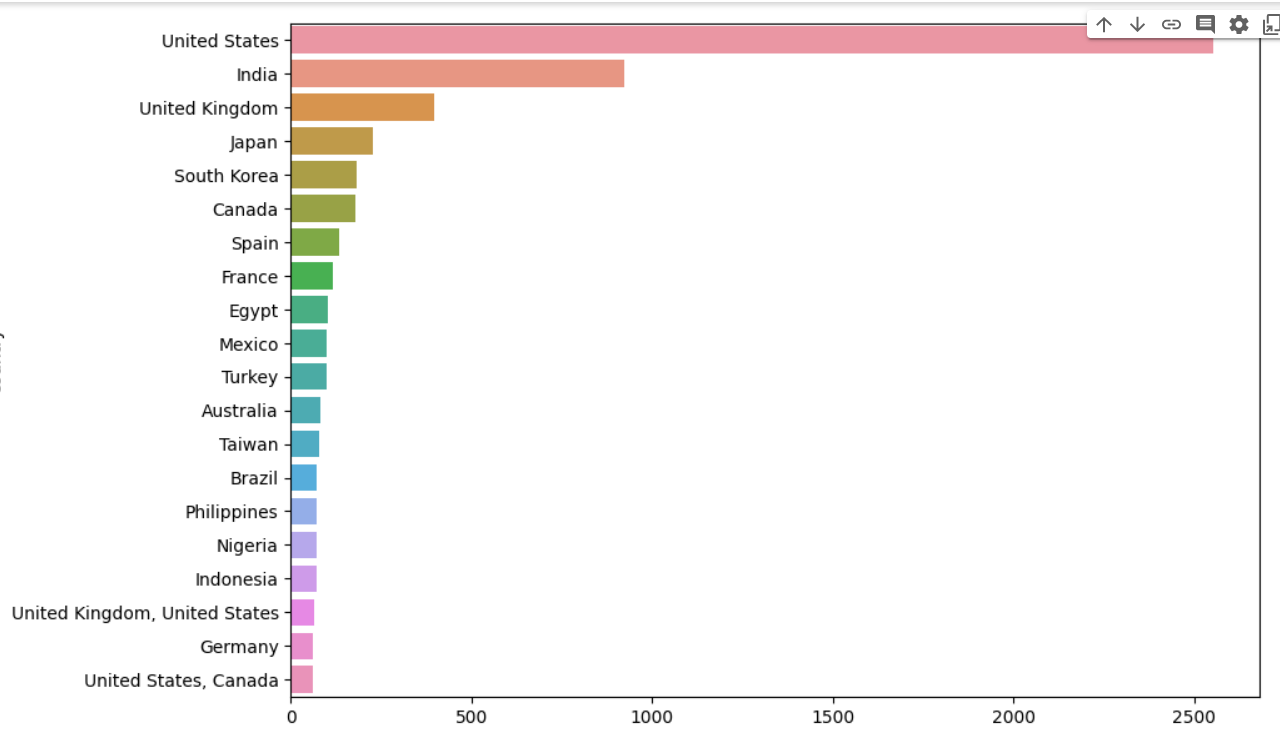 United States
India
United Kingdom
Japan
South Korea
Canada
Spain
France
Egypt
Mexico
Turkey
Australia
Taiwan
Brazil
Philippines
Nigeria
Indonesia
United Kingdom, United States
Germany
United States, Canada
0 500 1000 1500 2000 2500